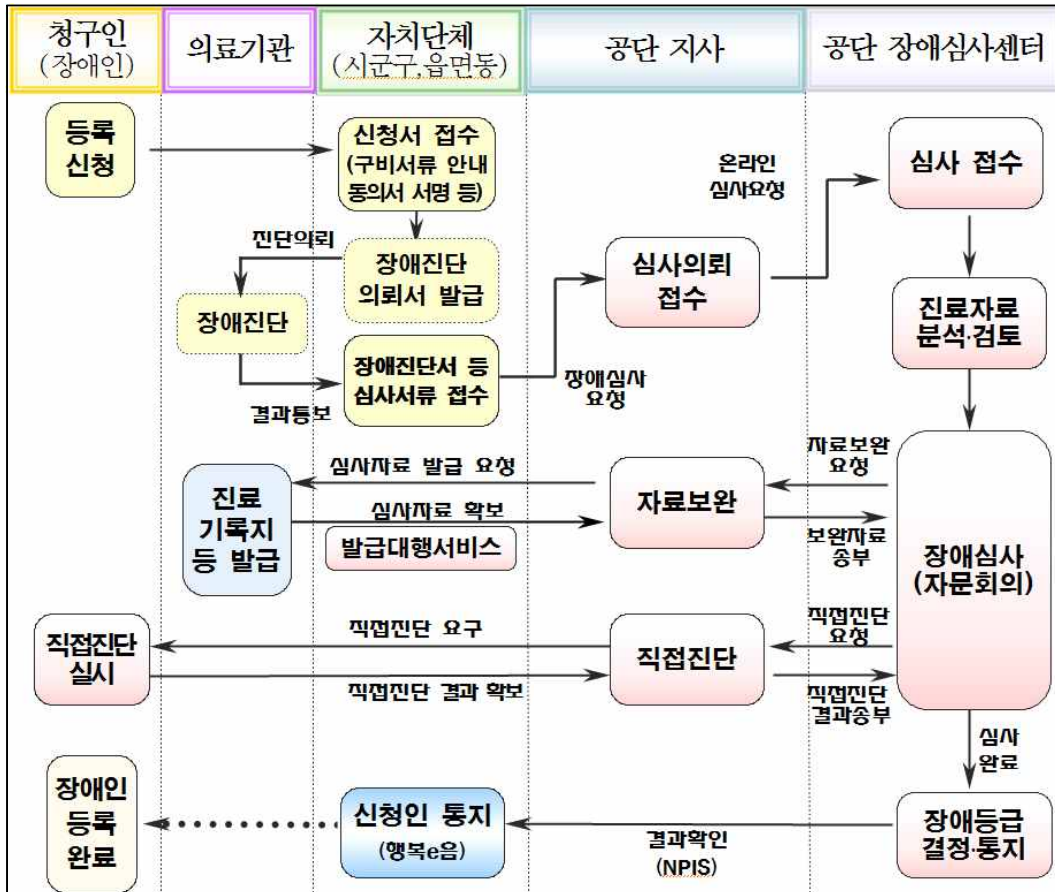 청구인
(장애인)
의료기관
자치단체
(시군구,읍면동)
공단 지사
공단 장애심사센터
등록
신청
신청서 접수
(구비서류 안내
동의서 서명 등)
온라인
심사요청
심사 접수
진단의뢰
장애진단
의뢰서 발급
심사의뢰
접수
장애진단
진료자료
분석·검토
장애진단서 등
심사서류 접수
장애심사
요청
결과통보
심사자료 발급 요청
자료보완
요청
진료
기록지
등 발급
심사자료 확보
발급대행서비스
자료보완
보완자료
송부
장애심사
(자문회의)
직접진단 요구
직접진단
요청
직접진단
실시
직접진단
직접진단 결과 확보
직접진단
결과송부
심사
완료
장애인
등록
완료
신청인 통지
(행복e음)
결과확인
(NPIS)
장애등급
결정·통지